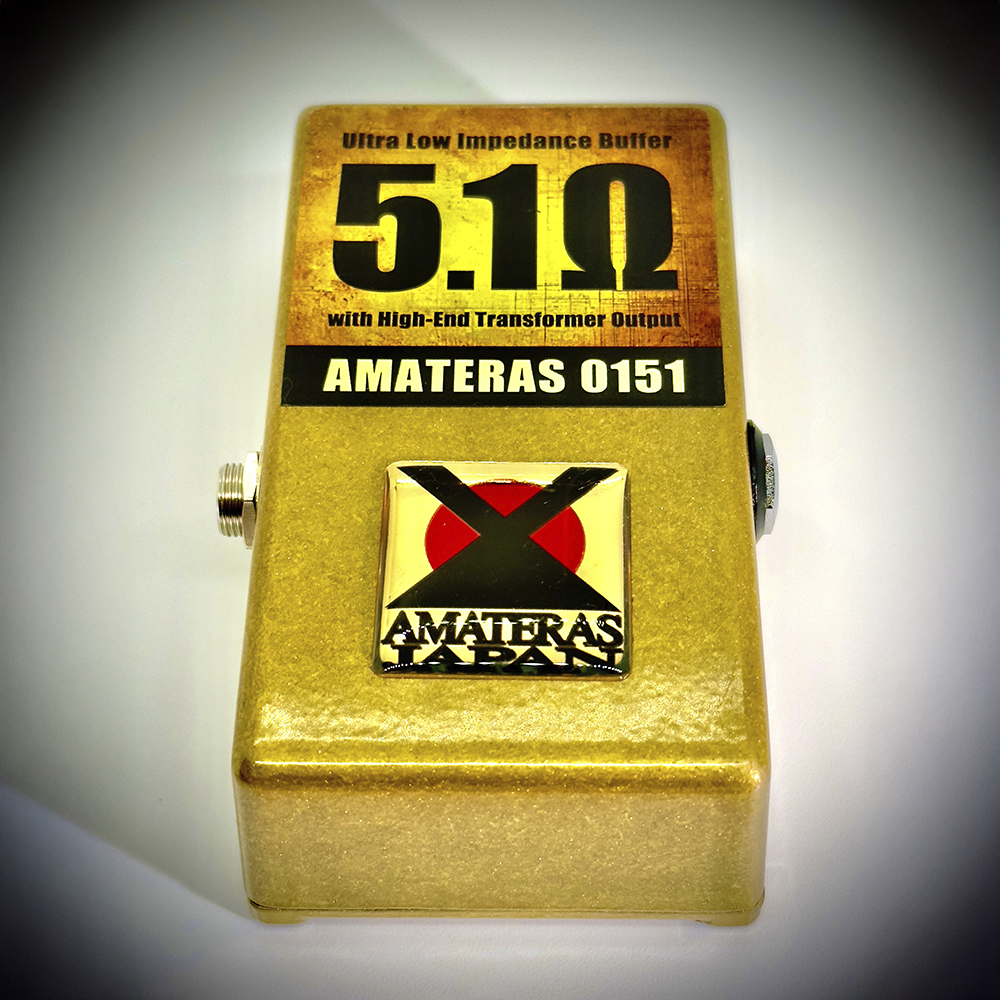 Ultra Low Impedance Buffer
5.1Ω
with High-End Transformer Output
AMATERAS 0151
AMATERAS
JAPAN